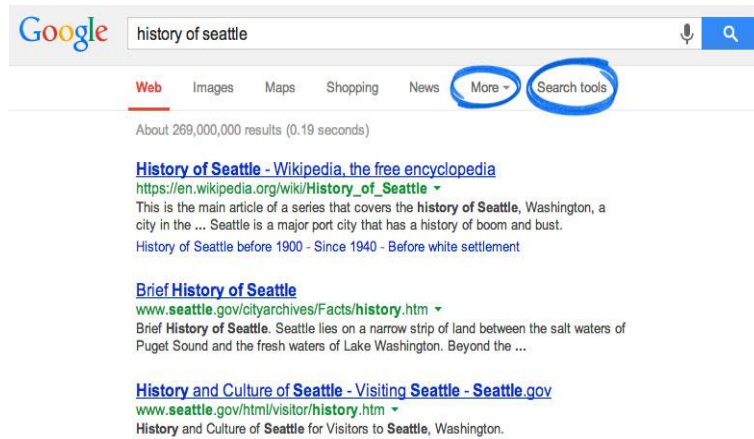 Google history of seattle
Web Images Maps Shopping News More Search tools
About 269,000,000 results (0.19 seconds)
History of Seattle - Wikipedia, the free encyclopedia
https://en.wikipedia.org/wiki/History_of_Seattle
This is the main article of a series that covers the history of Seattle, Washington, a
city in the ... Seattle is a major port city that has a history of boom and bust.
History of Seattle before 1900 - Since 1940 - Before white settlement
Brief History of Seattle
www.seattle.gov/cityarchives/Facts/history.htm
Brief History of Seattle. Seattle lies on a narrow strip of land between the salt waters of
Puget Sound and the fresh waters of Lake Washington. Beyond the ...
History and Culture of Seattle - Visiting Seattle - Seattle.gov
www.seattle.gov/html/visitor/history.htm
History and Culture of Seattle for Visitors to Seattle, Washington.